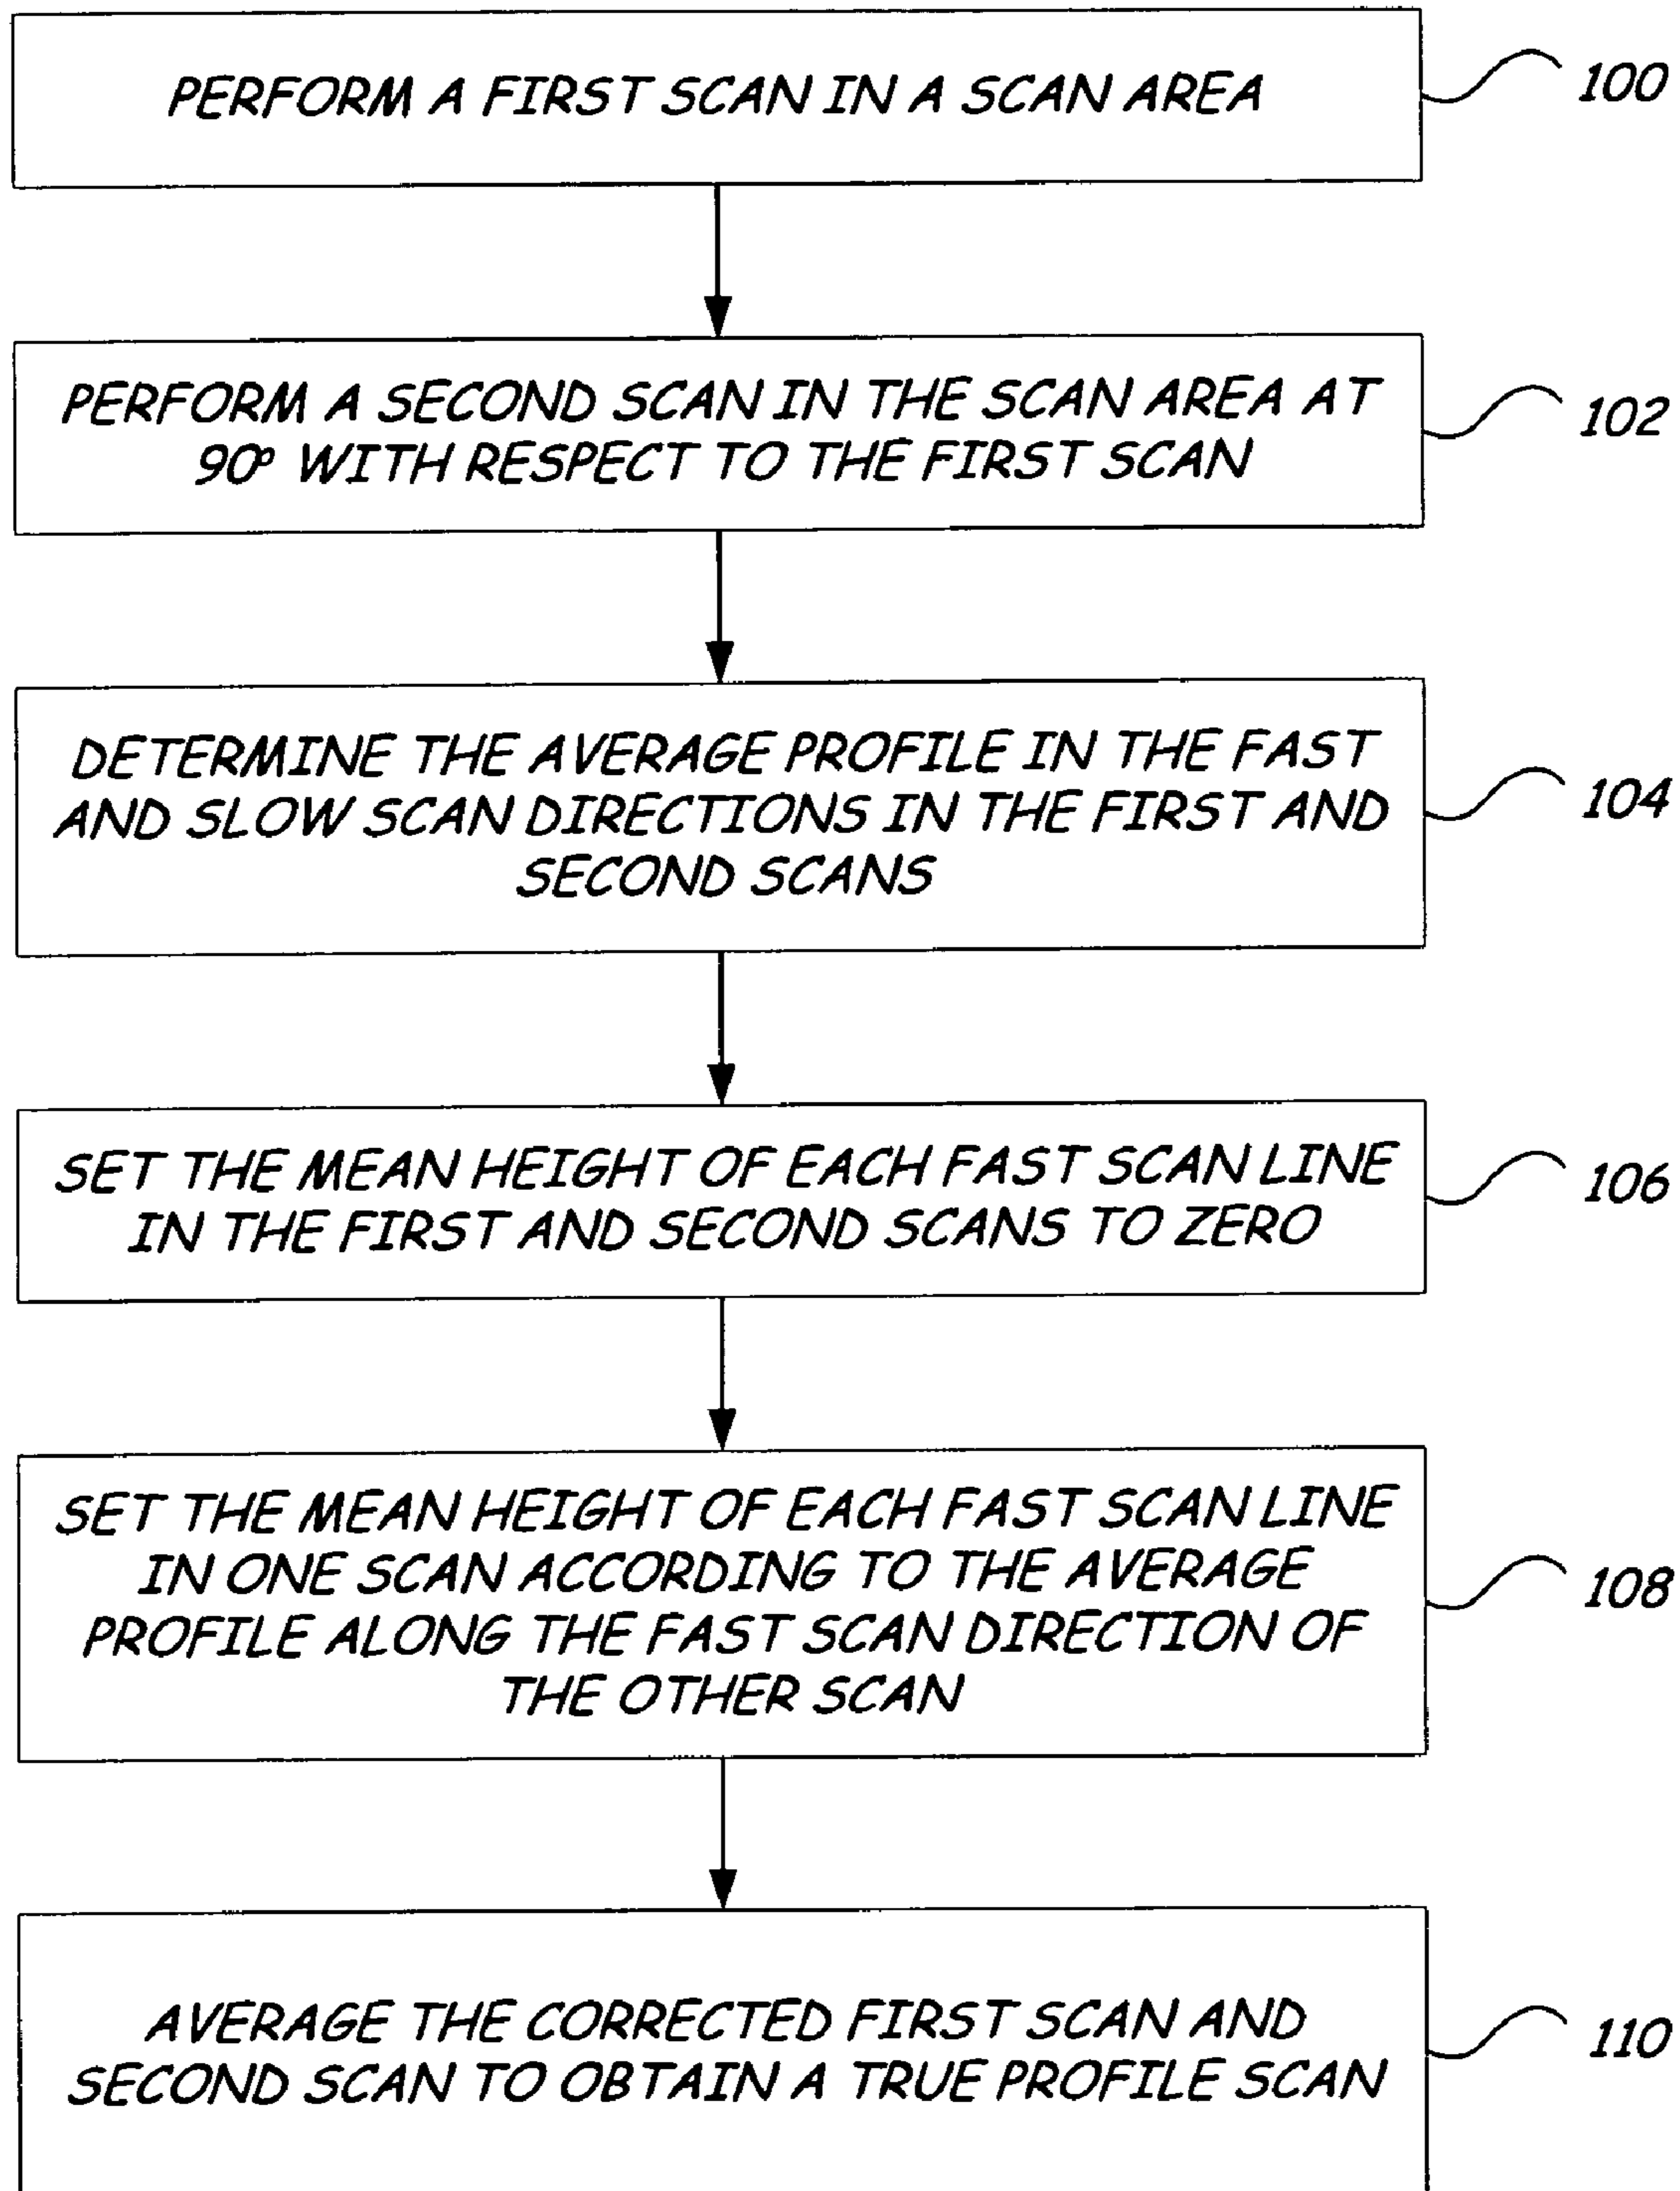 PERFORM A FIRST SCAN IN A SCAN AREA
100
PERFORM A SECOND SCAN IN THE SCAN AREA AT
90° WITH RESPECT TO THE FIRST SCAN
102
DETERMINE THE AVERAGE PROFILE IN THE FAST
AND SLOW SCAN DIRECTIONS IN THE FIRST AND
SECOND SCANS
104
SET THE MEAN HEIGHT OF EACH FAST SCAN LINE
IN THE FIRST AND SECOND SCANS TO ZERO
106
SET THE MEAN HEIGHT OF EACH FAST SCAN LINE
IN ONE SCAN ACCORDING TO THE AVERAGE
PROFILE ALONG THE FAST SCAN DIRECTION OF
THE OTHER SCAN
108
AVERAGE THE CORRECTED FIRST SCAN AND
SECOND SCAN TO OBTAIN A TRUE PROFILE SCAN
110